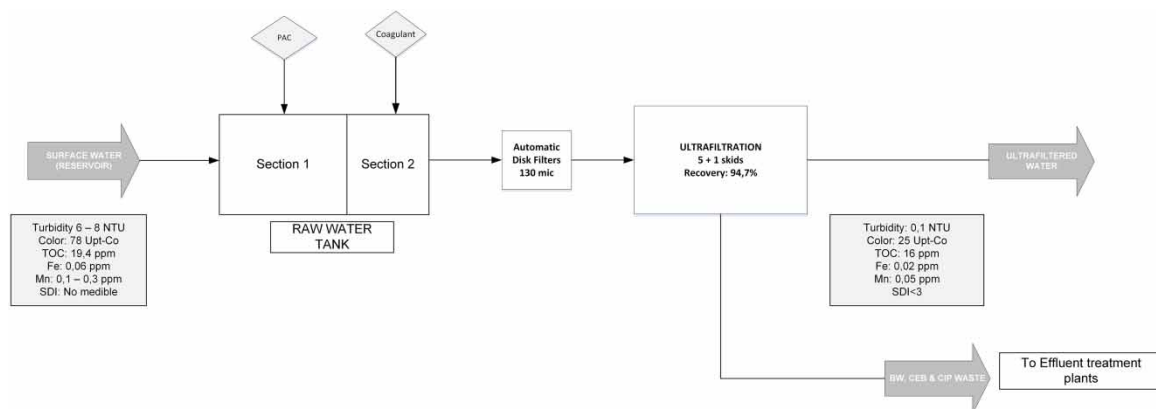 PAC
Coagulant
SURFACE WATER
(RESERVOIR)
Section 1
Section 2
RAW WATER
TANK
Automatic
Disk Filters
130 mic
ULTRAFILTRATION
5 + 1 skids
Recovery: 94,7%
ULTRAFILTERED
WATER
Turbidity 6 – 8 NTU
Color: 78 Upt-Co
TOC: 19,4 ppm
Fe: 0,06 ppm
Mn: 0,1 – 0,3 ppm
SDI: No medible
Turbidity: 0,1 NTU
Color: 25 Upt-Co
TOC: 16 ppm
Fe: 0,02 ppm
Mn: 0,05 ppm
SDI<3
BW, CEB & CIP WASTE
To Effluent treatment
plants